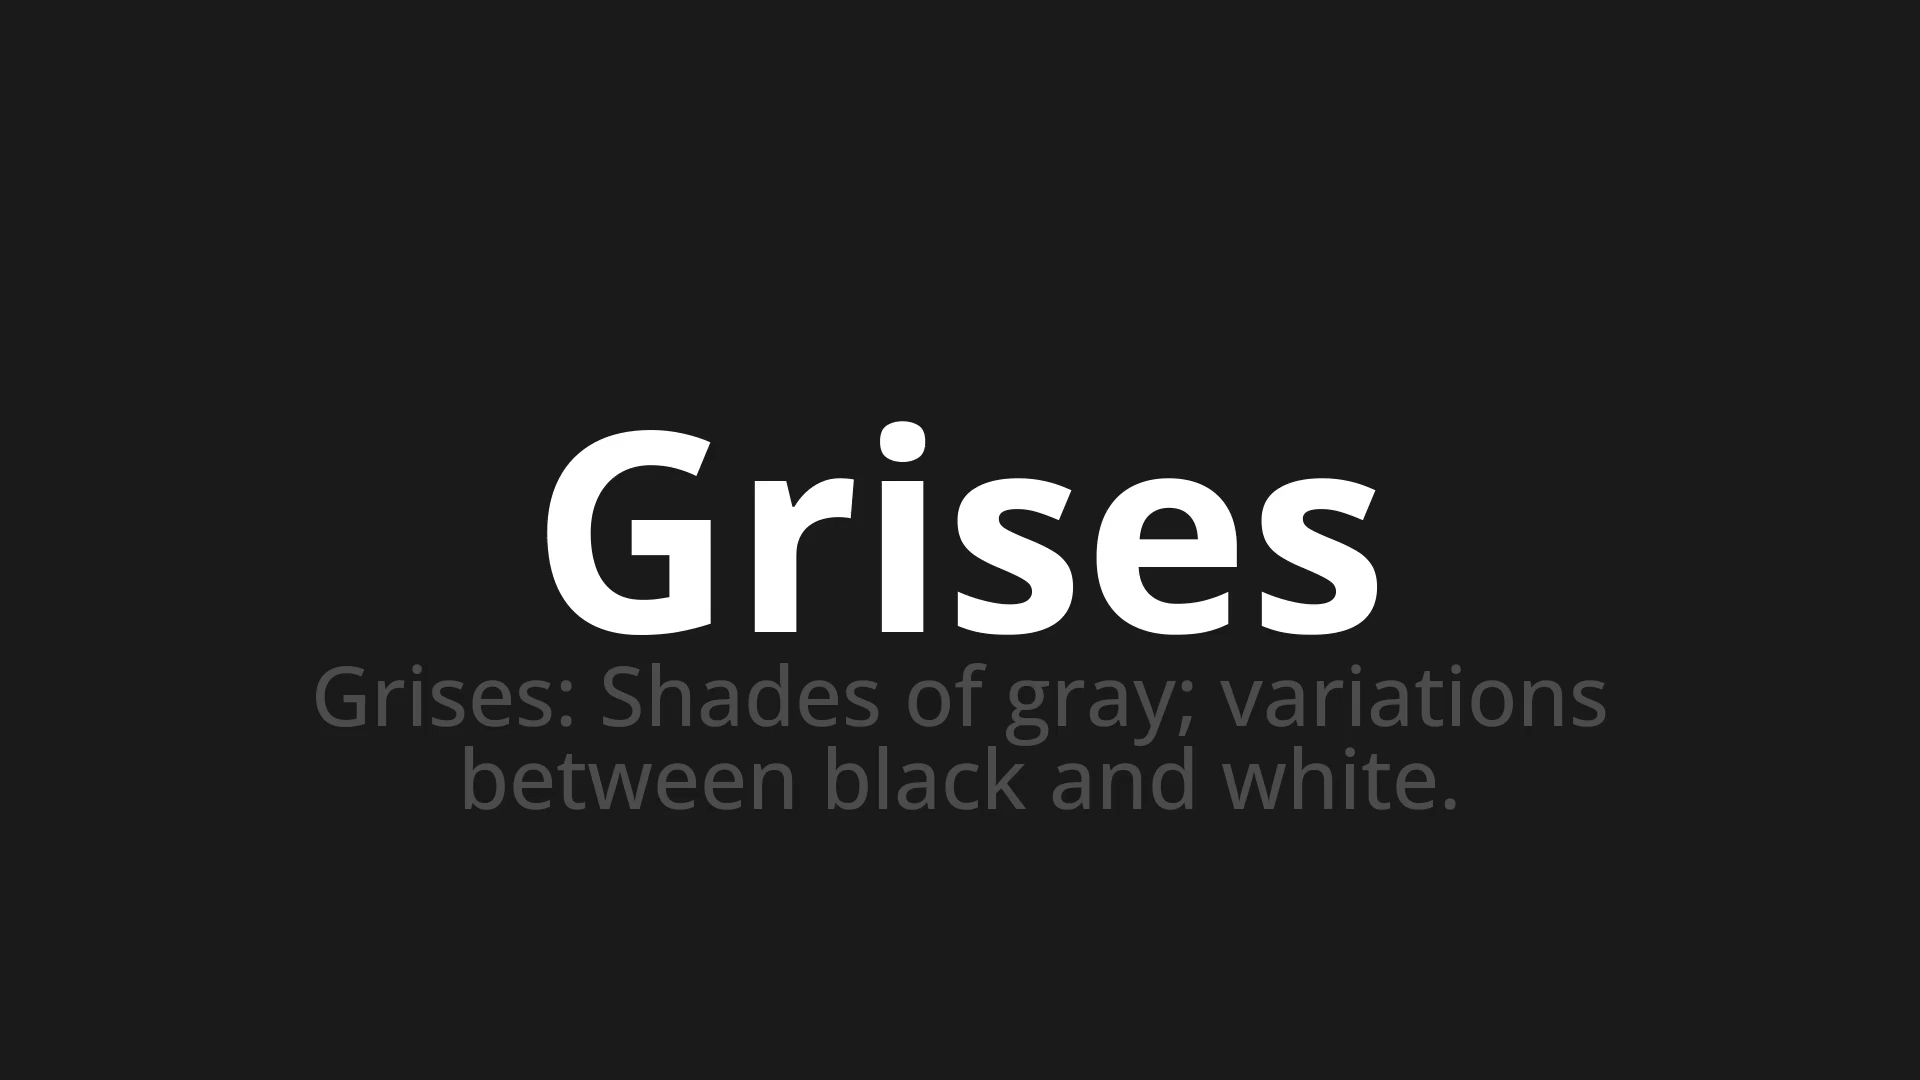 Grises
Grises: Shades of gray; variations
between black and white.